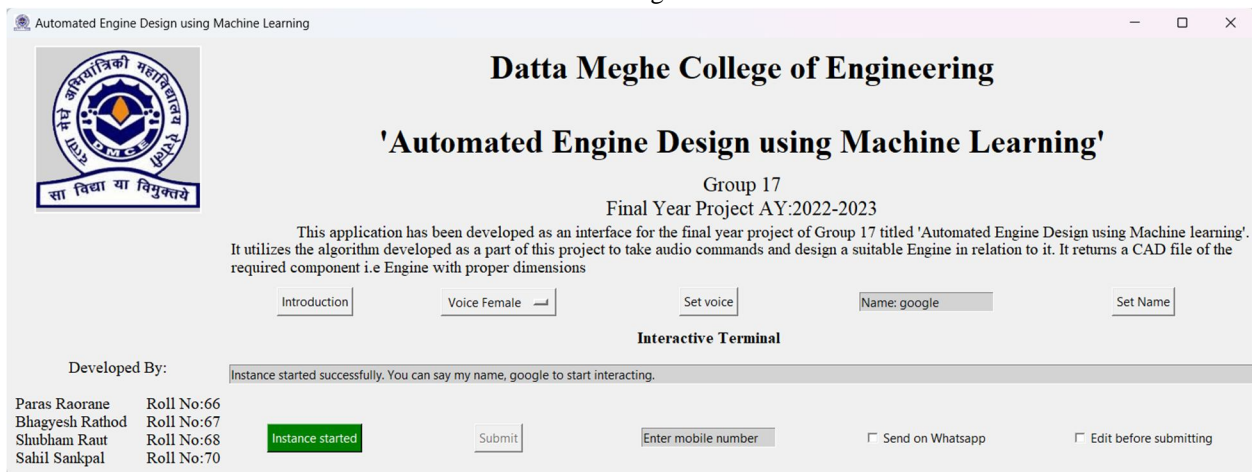 Automated Engine Design using Machine Learning
दत्ता मेघे अभियांत्रिकी महाविद्यालय ऐरोली
DMCE
सा विद्या या विमुक्तये
Datta Meghe College of Engineering
'Automated Engine Design using Machine Learning'
Group 17
Final Year Project AY:2022-2023
This application has been developed as an interface for the final year project of Group 17 titled 'Automated Engine Design using Machine learning'.
It utilizes the algorithm developed as a part of this project to take audio commands and design a suitable Engine in relation to it. It returns a CAD file of the
required component i.e Engine with proper dimensions
Introduction Voice Female Set voice Name: google Set Name
Interactive Terminal
Developed By:
Instance started successfully. You can say my name, google to start interacting.
Paras Raorane Roll No:66
Bhagyesh Rathod Roll No:67
Shubham Raut Roll No:68
Sahil Sankpal Roll No:70
Instance started Submit Enter mobile number Send on Whatsapp Edit before submitting